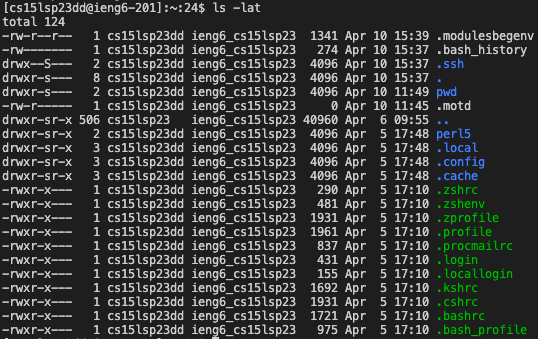 [cs15lsp23dd@ieng6-201]:~:24$ ls -lat
total 124
-rw-r--r--   1 cs15lsp23dd ieng6_cs15lsp23  1341 Apr 10 15:39 .modulesbegenv
-rw-------   1 cs15lsp23dd ieng6_cs15lsp23   274 Apr 10 15:37 .bash_history
drwx--S---   2 cs15lsp23dd ieng6_cs15lsp23  4096 Apr 10 15:37 .ssh
drwxr-s---   8 cs15lsp23dd ieng6_cs15lsp23  4096 Apr 10 15:37 .
drwxr-s---   2 cs15lsp23dd ieng6_cs15lsp23  4096 Apr 10 11:49 pwd
-rw-r-----   1 cs15lsp23dd ieng6_cs15lsp23     0 Apr 10 11:45 .motd
drwxr-sr-x 506 cs15lsp23   ieng6_cs15lsp23 40960 Apr  6 09:55 ..
drwxr-sr-x   2 cs15lsp23dd ieng6_cs15lsp23  4096 Apr  5 17:48 perl5
drwxr-sr-x   3 cs15lsp23dd ieng6_cs15lsp23  4096 Apr  5 17:48 .local
drwxr-sr-x   3 cs15lsp23dd ieng6_cs15lsp23  4096 Apr  5 17:48 .config
drwxr-sr-x   3 cs15lsp23dd ieng6_cs15lsp23  4096 Apr  5 17:48 .cache
-rwxr-x---   1 cs15lsp23dd ieng6_cs15lsp23   290 Apr  5 17:10 .zshrc
-rwxr-x---   1 cs15lsp23dd ieng6_cs15lsp23   481 Apr  5 17:10 .zshenv
-rwxr-x---   1 cs15lsp23dd ieng6_cs15lsp23  1931 Apr  5 17:10 .zprofile
-rwxr-x---   1 cs15lsp23dd ieng6_cs15lsp23  1961 Apr  5 17:10 .profile
-rwxr-x---   1 cs15lsp23dd ieng6_cs15lsp23   837 Apr  5 17:10 .procmailrc
-rwxr-x---   1 cs15lsp23dd ieng6_cs15lsp23   431 Apr  5 17:10 .login
-rwxr-x---   1 cs15lsp23dd ieng6_cs15lsp23   155 Apr  5 17:10 .locallogin
-rwxr-x---   1 cs15lsp23dd ieng6_cs15lsp23  1692 Apr  5 17:10 .kshrc
-rwxr-x---   1 cs15lsp23dd ieng6_cs15lsp23  1931 Apr  5 17:10 .cshrc
-rwxr-x---   1 cs15lsp23dd ieng6_cs15lsp23  1721 Apr  5 17:10 .bashrc
-rwxr-x---   1 cs15lsp23dd ieng6_cs15lsp23   975 Apr  5 17:10 .bash_profile